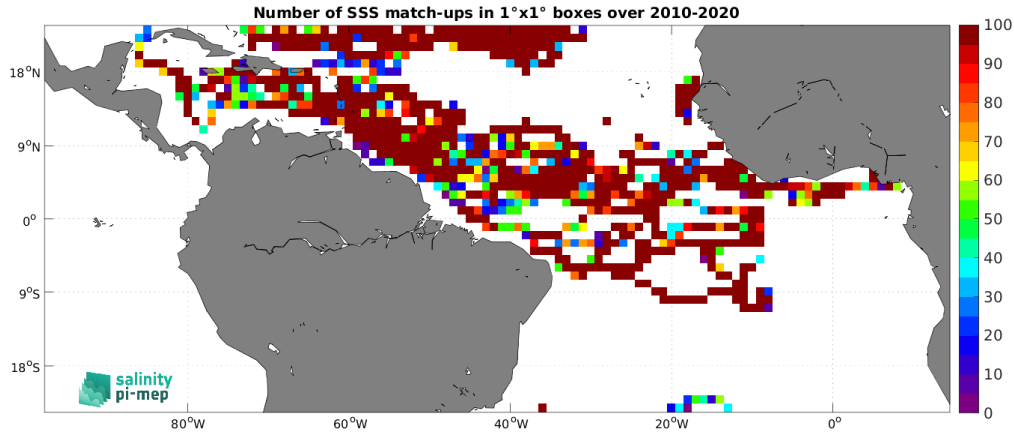 Number of SSS match-ups in 1°x1° boxes over 2010-2020
100
90
80
70
60
50
40
30
20
10
0
18°N
9°N
0°
9°S
18°S
80°W
60°W
40°W
20°W
0°
salinity
pi-mep